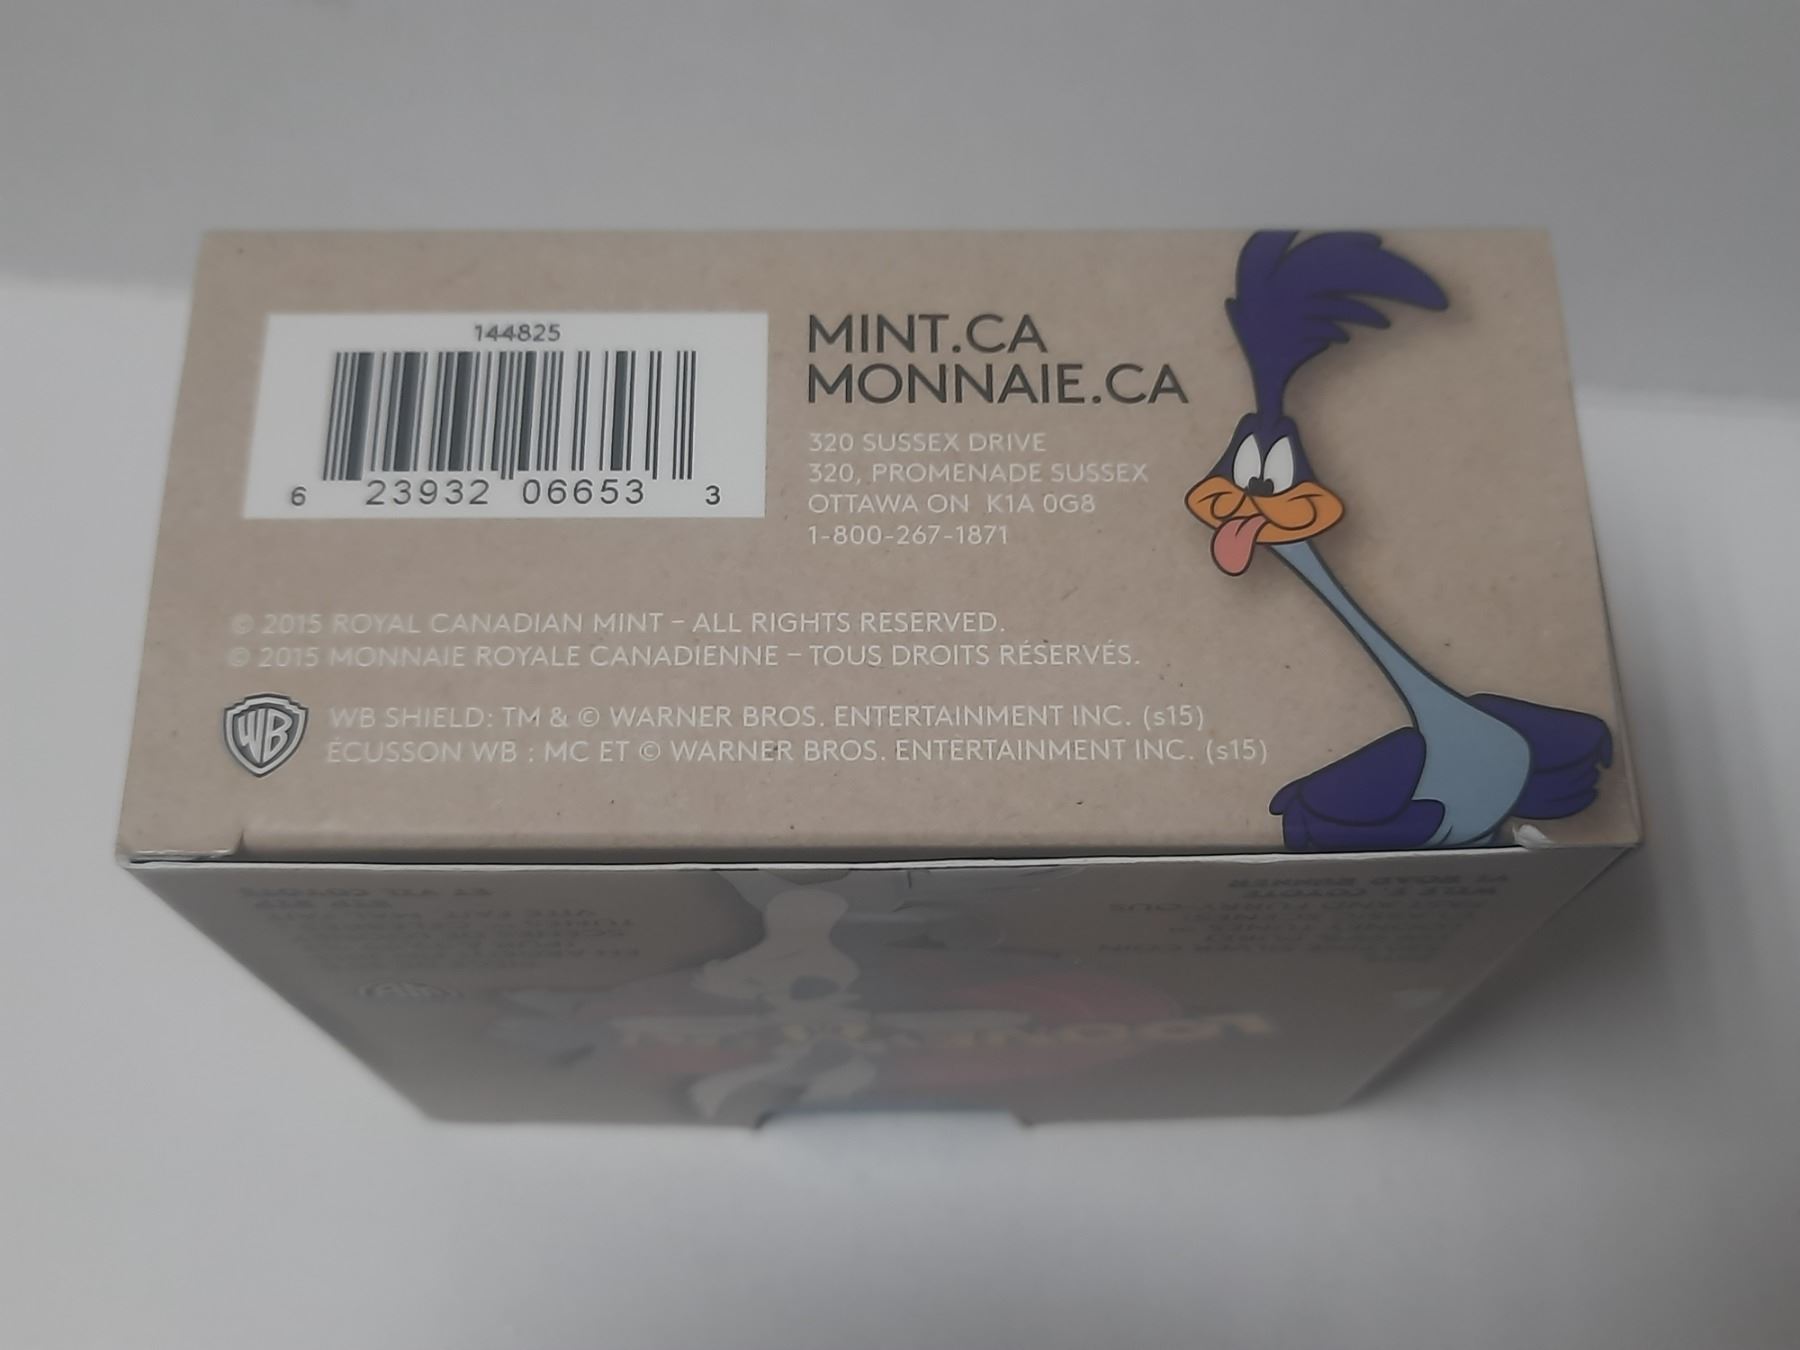 144825
6 23932 06653 3
MINT.CA
MONNAIE.CA
320 SUSSEX DRIVE
320, PROMENADE SUSSEX
OTTAWA ON K1A 0G8
1-800-267-1871
© 2015 ROYAL CANADIAN MINT – ALL RIGHTS RESERVED.
© 2015 MONNAIE ROYALE CANADIENNE – TOUS DROITS RÉSERVÉS.
WB
WB SHIELD: TM & © WARNER BROS. ENTERTAINMENT INC. (s15)
ÉCUSSON WB : MC ET © WARNER BROS. ENTERTAINMENT INC. (s15)